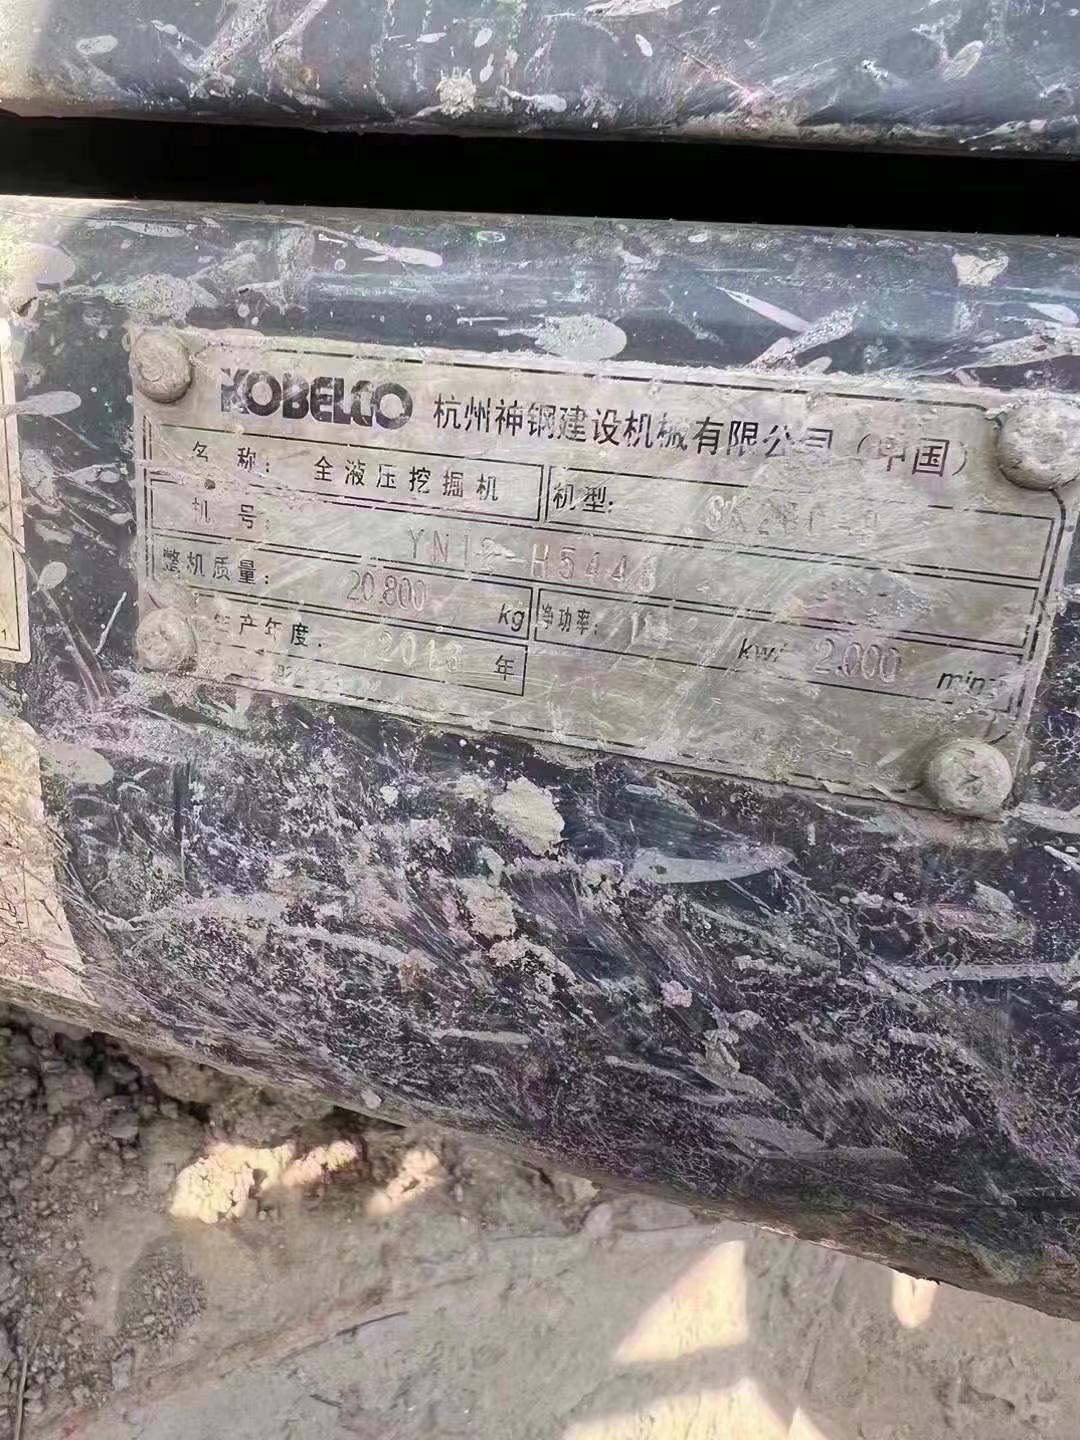 KOBELCO 杭州神钢建设机械有限公司（中国）
名 称： 全液压挖掘机 机型：
机 号：
整机质量： 20.800 kg 净功率： kw/ 2.000 min
生产年度： 2013 年